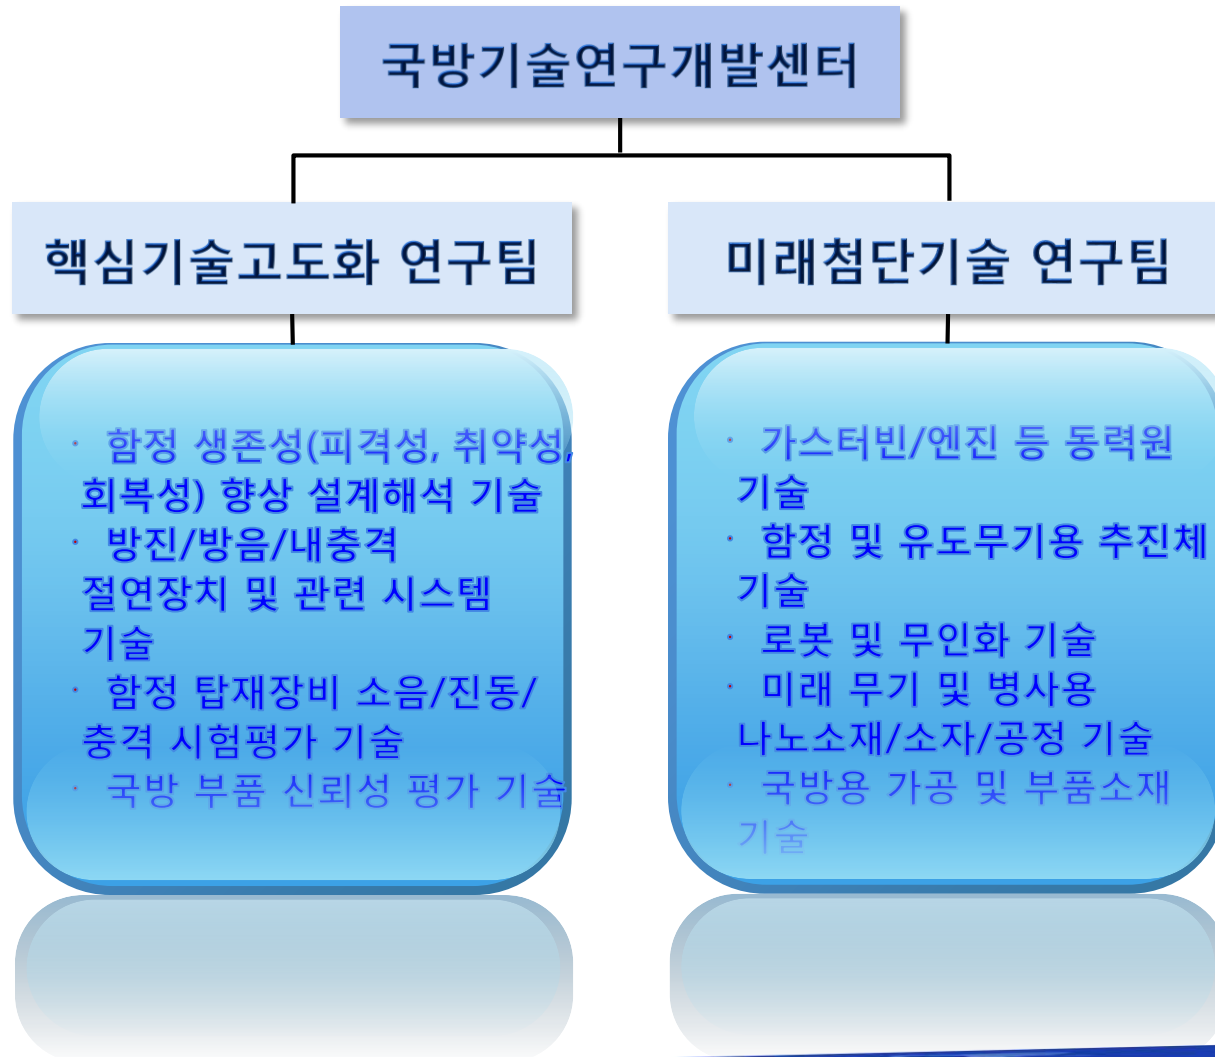 국방기술연구개발센터
핵심기술고도화 연구팀
· 함정 생존성(피격성, 취약성,
회복성) 향상 설계해석 기술
· 방진/방음/내충격
절연장치 및 관련 시스템
기술
· 함정 탑재장비 소음/진동/
충격 시험평가 기술
· 국방 부품 신뢰성 평가 기술
미래첨단기술 연구팀
· 가스터빈/엔진 등 동력원
기술
· 함정 및 유도무기용 추진체
기술
· 로봇 및 무인화 기술
· 미래 무기 및 병사용
나노소재/소자/공정 기술
· 국방용 가공 및 부품소재
기술